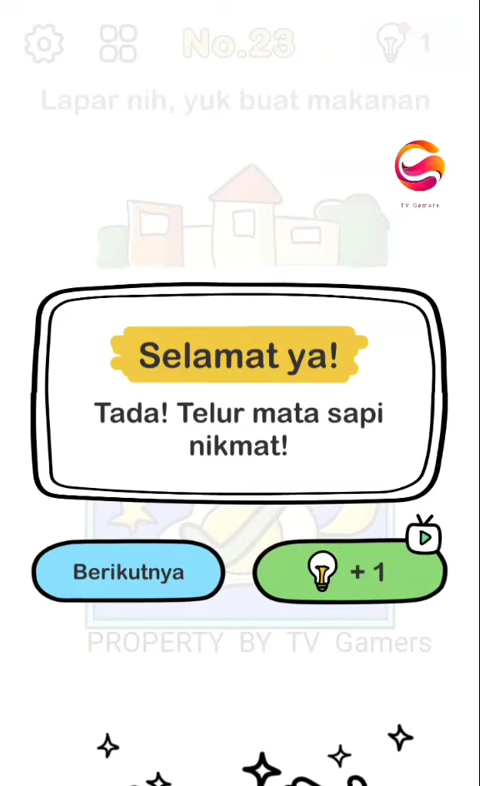 No.23
1
Lapar nih, yuk buat makanan
TV Gamers
Selamat ya!
Tada! Telur mata sapi
nikmat!
Berikutnya
+ 1
PROPERTY BY TV Gamers